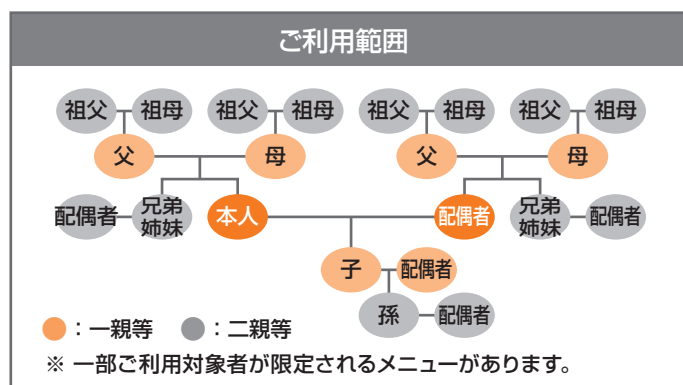 ご利用範囲
祖父 祖母 祖父 祖母 祖父 祖母 祖父 祖母
父 母 父 母
配偶者 兄弟姉妹 本人 配偶者 兄弟姉妹 配偶者
子 配偶者
孫 配偶者
：一親等 ：二親等
※ 一部ご利用対象者が限定されるメニューがあります。